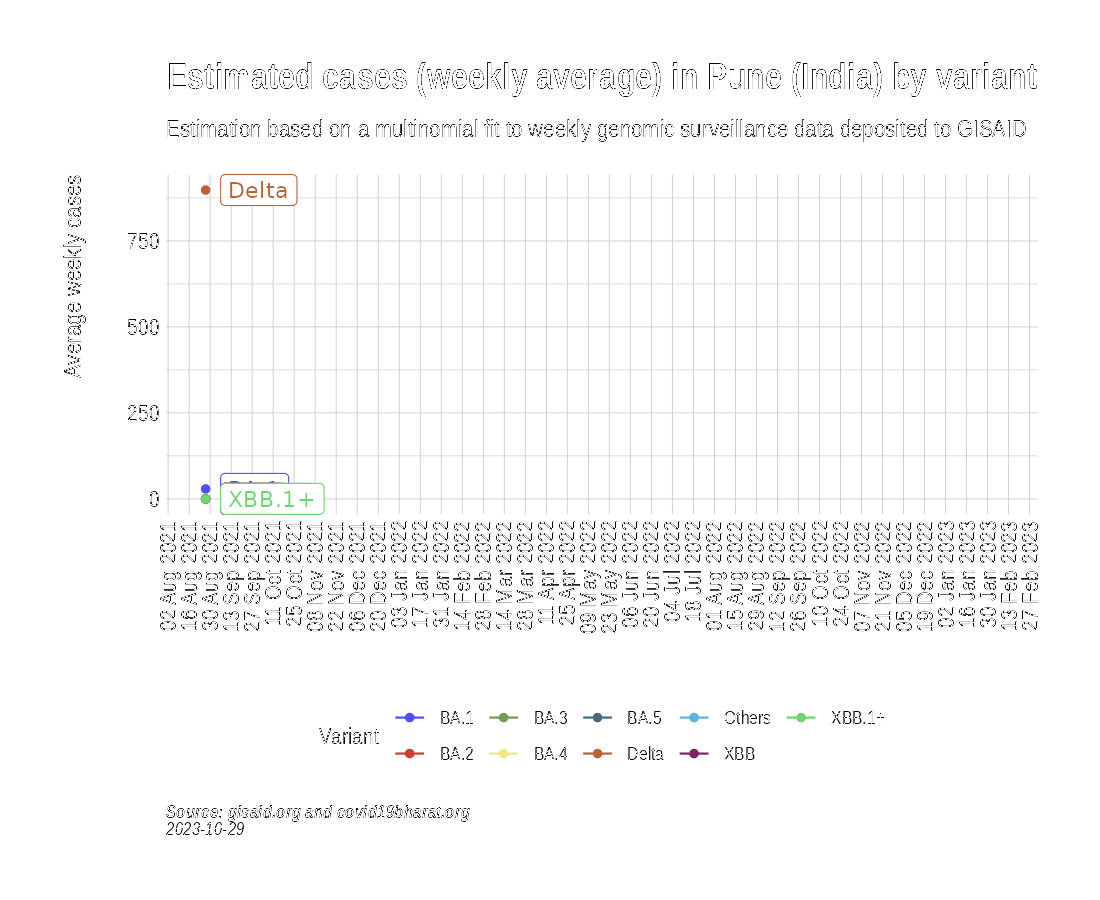 Estimated cases (weekly average) in Pune (India) by variant
Estimation based on a multinomial fit to weekly genomic surveillance data deposited to GISAID
Average weekly cases
750
500
250
0
Delta
XBB.1+
02 Aug 2021
16 Aug 2021
30 Aug 2021
13 Sep 2021
27 Sep 2021
11 Oct 2021
25 Oct 2021
08 Nov 2021
22 Nov 2021
06 Dec 2021
20 Dec 2021
03 Jan 2022
17 Jan 2022
31 Jan 2022
14 Feb 2022
28 Feb 2022
14 Mar 2022
28 Mar 2022
11 Apr 2022
25 Apr 2022
09 May 2022
23 May 2022
06 Jun 2022
20 Jun 2022
04 Jul 2022
18 Jul 2022
01 Aug 2022
15 Aug 2022
29 Aug 2022
12 Sep 2022
26 Sep 2022
10 Oct 2022
24 Oct 2022
07 Nov 2022
21 Nov 2022
05 Dec 2022
19 Dec 2022
02 Jan 2023
16 Jan 2023
30 Jan 2023
13 Feb 2023
27 Feb 2023
Variant
BA.1 BA.3 BA.5 Others XBB.1+
BA.2 BA.4 Delta XBB
Source: gisaid.org and covid19bharat.org
2023-10-29